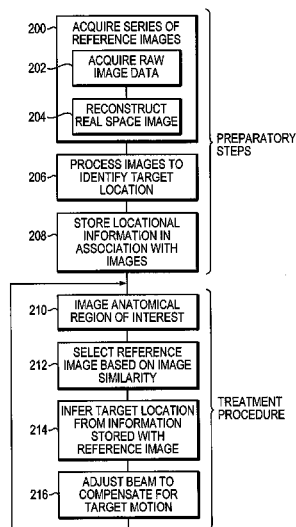 200
ACQUIRE SERIES OF
REFERENCE IMAGES
202
ACQUIRE RAW
IMAGE DATA
204
RECONSTRUCT
REAL SPACE IMAGE
206
PROCESS IMAGES TO
IDENTIFY TARGET
LOCATION
208
STORE LOCATIONAL
INFORMATION IN
ASSOCIATION WITH
IMAGES
PREPARATORY
STEPS
210
IMAGE ANATOMICAL
REGION OF INTEREST
212
SELECT REFERENCE
IMAGE BASED ON IMAGE
SIMILARITY
214
INFER TARGET LOCATION
FROM INFORMATION
STORED WITH
REFERENCE IMAGE
216
ADJUST BEAM TO
COMPENSATE FOR
TARGET MOTION
TREATMENT
PROCEDURE